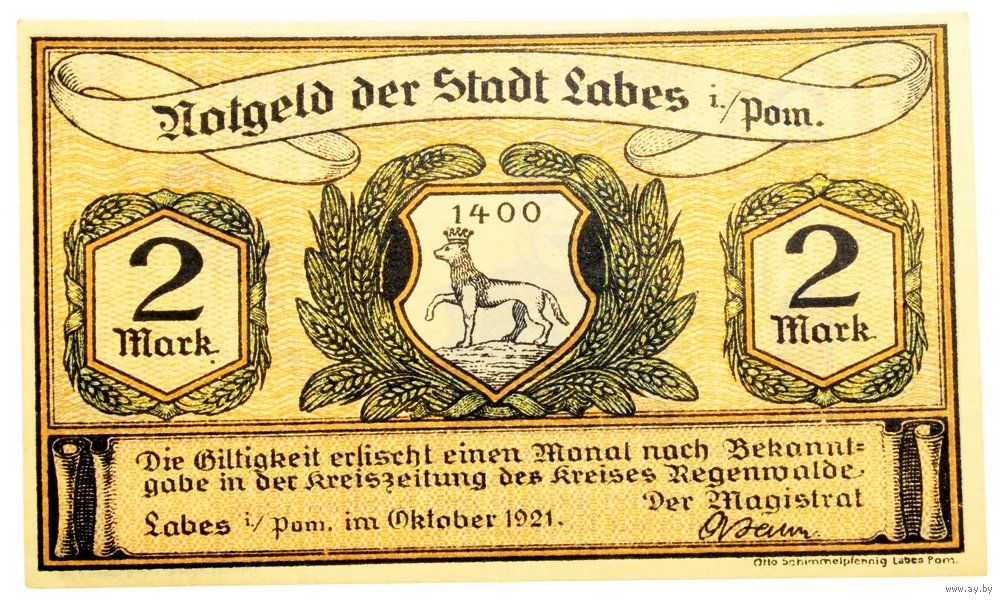 Notgeld der Stadt Labes i./Pom.
1400
2
Mark.
2
Mark
Die Giltigkeit erlischt einen Monat nach Bekannt=
gabe in der Kreiszeitung des Kreises Regenwalde.
Der Magistrat
Labes i./Pom. im Oktober 1921.
Otto Schimmelpfennig Labes Pom.
www.ay.by